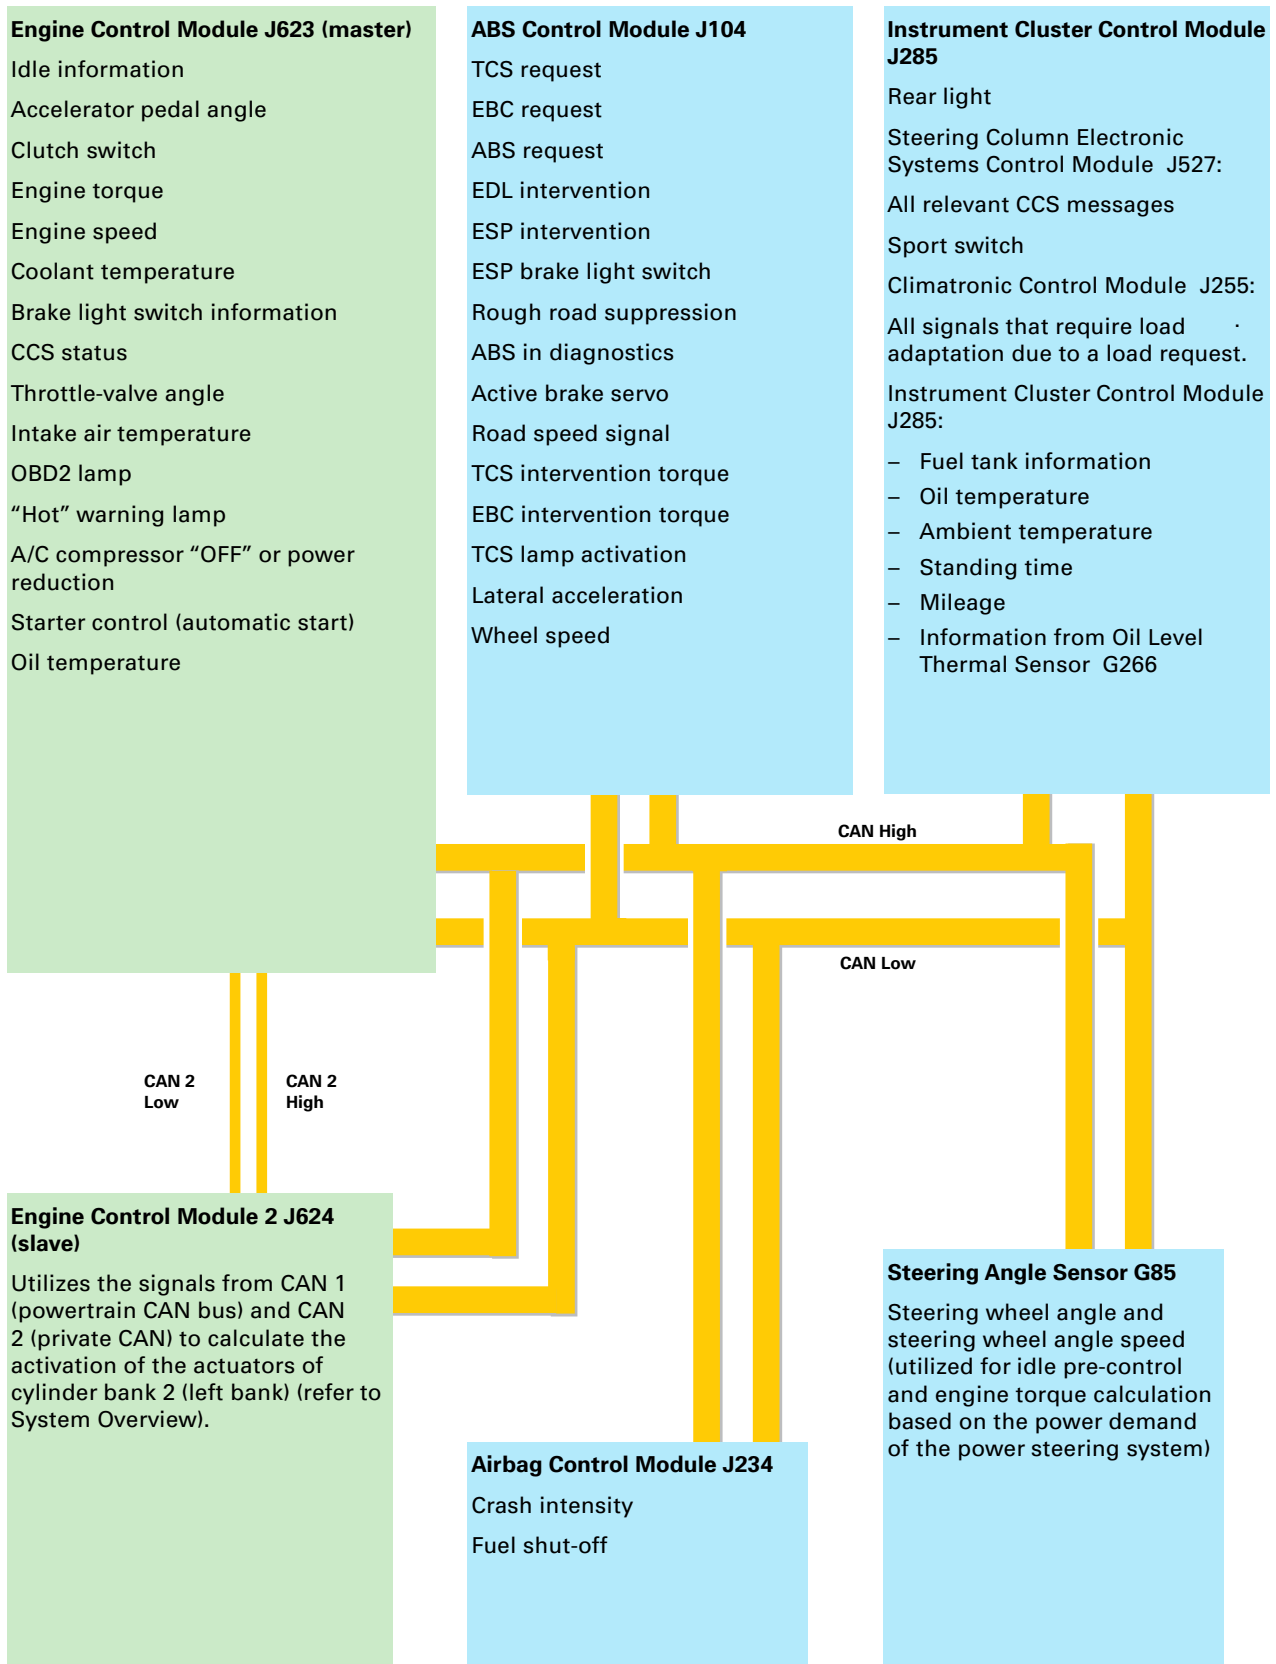 Engine Control Module J623 (master)
Idle information
Accelerator pedal angle
Clutch switch
Engine torque
Engine speed
Coolant temperature
Brake light switch information
CCS status
Throttle-valve angle
Intake air temperature
OBD2 lamp
“Hot” warning lamp
A/C compressor “OFF” or power
reduction
Starter control (automatic start)
Oil temperature
ABS Control Module J104
TCS request
EBC request
ABS request
EDL intervention
ESP intervention
ESP brake light switch
Rough road suppression
ABS in diagnostics
Active brake servo
Road speed signal
TCS intervention torque
EBC intervention torque
TCS lamp activation
Lateral acceleration
Wheel speed
Instrument Cluster Control Module
J285
Rear light
Steering Column Electronic
Systems Control Module J527:
All relevant CCS messages
Sport switch
Climatronic Control Module J255:
All signals that require load ·
adaptation due to a load request.
Instrument Cluster Control Module
J285:
– Fuel tank information
– Oil temperature
– Ambient temperature
– Standing time
– Mileage
– Information from Oil Level
Thermal Sensor G266
CAN High
CAN Low
CAN 2
Low
CAN 2
High
Engine Control Module 2 J624
(slave)
Utilizes the signals from CAN 1
(powertrain CAN bus) and CAN
2 (private CAN) to calculate the
activation of the actuators of
cylinder bank 2 (left bank) (refer to
System Overview).
Airbag Control Module J234
Crash intensity
Fuel shut-off
Steering Angle Sensor G85
Steering wheel angle and
steering wheel angle speed
(utilized for idle pre-control
and engine torque calculation
based on the power demand
of the power steering system)